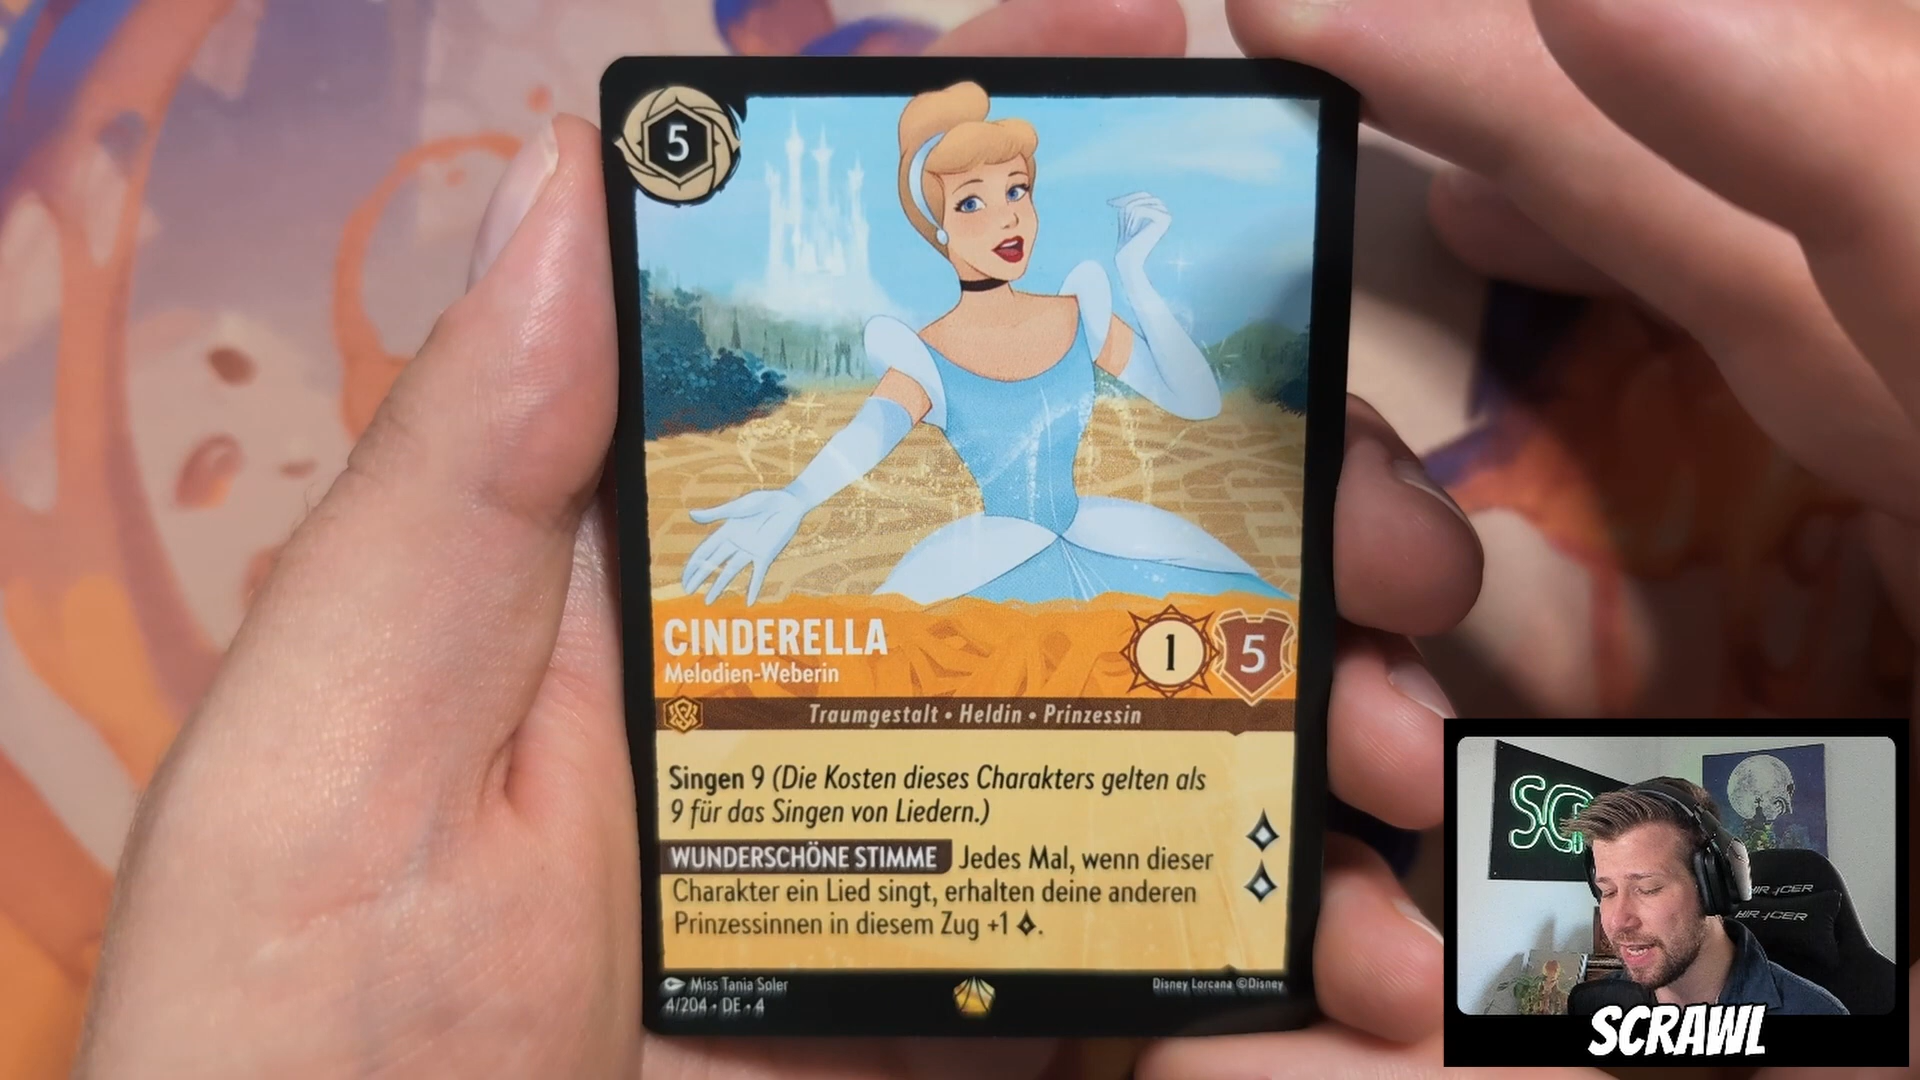 5
CINDERELLA
Melodien-Weberin
1
5
Traumgestalt • Heldin • Prinzessin
Singen 9 (Die Kosten dieses Charakters gelten als
9 für das Singen von Liedern.)
WUNDERSCHÖNE STIMME Jedes Mal, wenn dieser
Charakter ein Lied singt, erhalten deine anderen
Prinzessinnen in diesem Zug +1 .
Miss Tania Soler
4/204 • DE • 4
Disney Lorcana ©Disney
SCRAWL